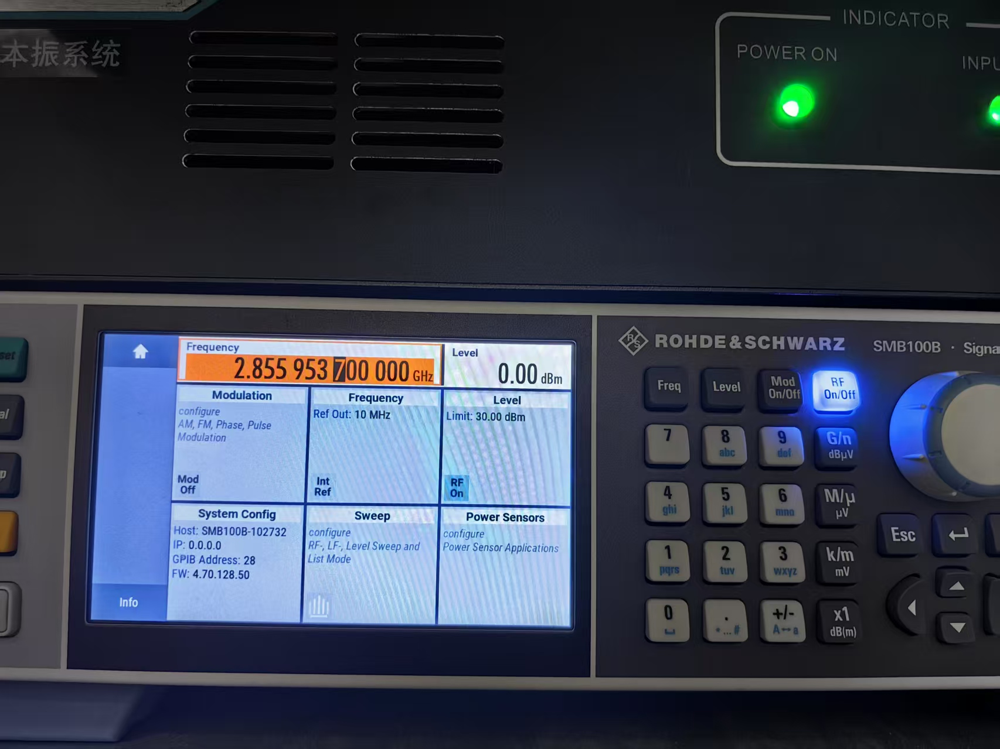 INDICATOR
本振系统
POWER ON
INPU
Frequency
2.855 953 700 000 GHz
Level
0.00 dBm
Modulation
configure
AM, FM, Phase, Pulse
Modulation
Mod
Off
Frequency
Ref Out: 10 MHz
Int
Ref
Level
Limit: 30.00 dBm
RF
On
System Config
Host: SMB100B-102732
IP: 0.0.0.0
GPIB Address: 28
FW: 4.70.128.50
Sweep
configure
RF-, LF-, Level Sweep and
List Mode
Power Sensors
configure
Power Sensor Applications
Info
set
al
p
R&S
ROHDE & SCHWARZ
SMB100B · Signa
Freq
Level
Mod
On/Off
RF
On/Off
7
8
abc
9
def
G/n
dBµV
4
ghi
5
jkl
6
mno
M/µ
µV
1
pqrs
2
tuv
3
wxyz
k/m
mV
0
.
*...#
+/-
A↔a
x1
dB(m)
Esc